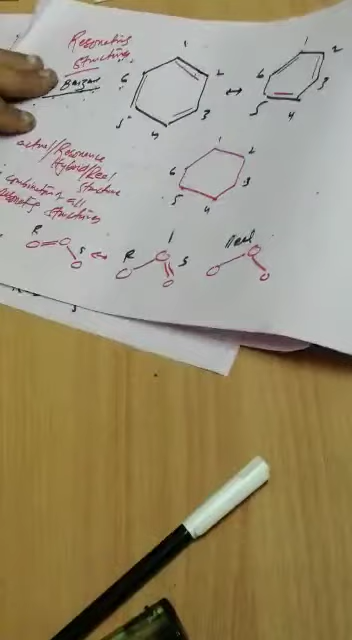 Resonating
Structures
Benzene
1
2
3
4
5
6
↔
1
2
3
4
5
6
actual/Resonance
Hybrid/Real
Structure
combination of all
resonating structures
1
2
3
4
5
6
R
O=O
S
O
↔
R
O
O
S
O
Real
O
O
O